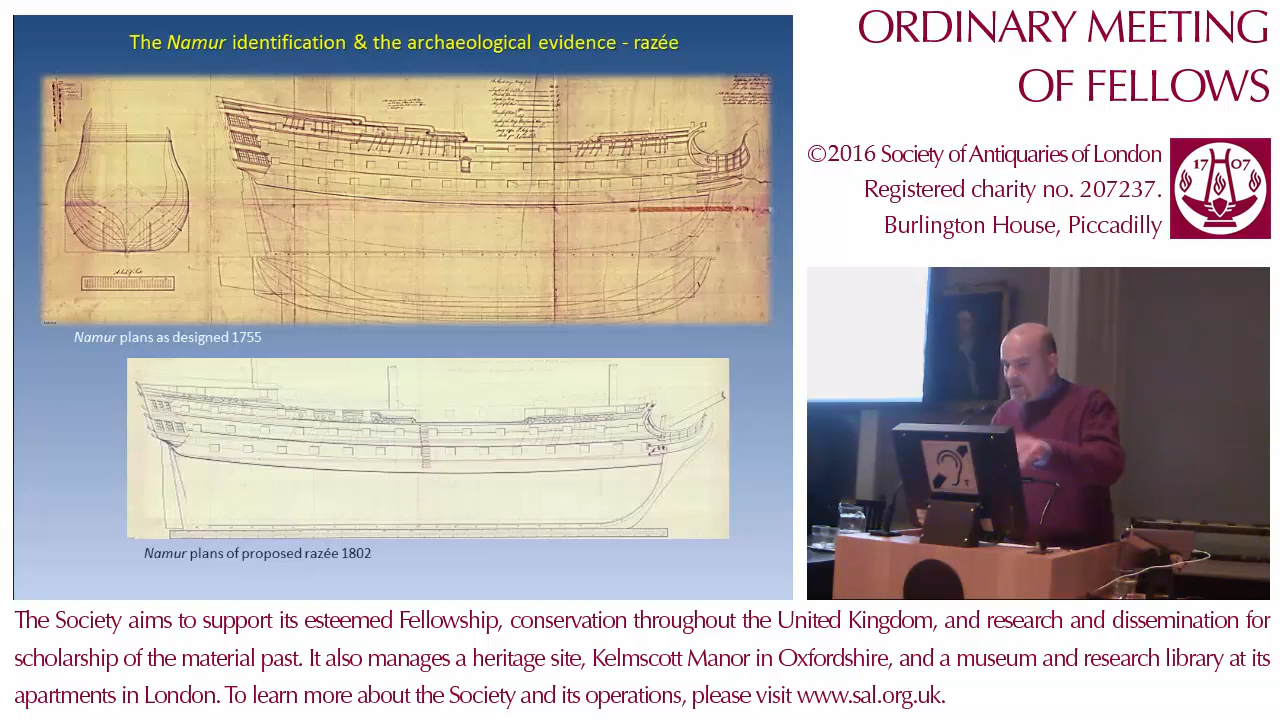 The Namur identification & the archaeological evidence - razée
Namur plans as designed 1755
Namur plans of proposed razée 1802
ORDINARY MEETING
OF FELLOWS
©2016 Society of Antiquaries of London
Registered charity no. 207237.
Burlington House, Piccadilly
17 07
T
The Society aims to support its esteemed Fellowship, conservation throughout the United Kingdom, and research and dissemination for
scholarship of the material past. It also manages a heritage site, Kelmscott Manor in Oxfordshire, and a museum and research library at its
apartments in London. To learn more about the Society and its operations, please visit www.sal.org.uk.